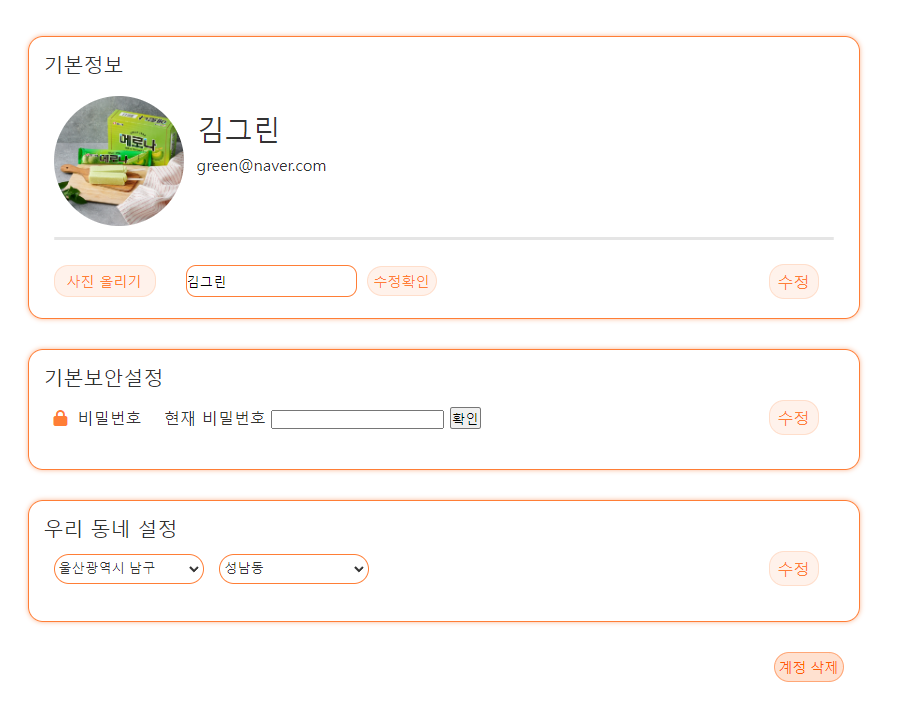 기본정보
메로나
메로나
김그린
green@naver.com
사진 올리기 김그린 수정확인 수정
기본보안설정
비밀번호 현재 비밀번호 확인 수정
우리 동네 설정
울산광역시 남구 성남동 수정
계정 삭제